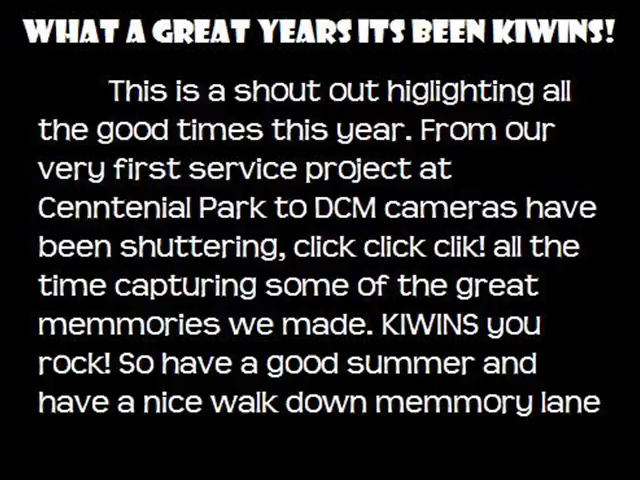 WHAT A GREAT YEARS ITS BEEN KIWINS!
This is a shout out higlighting all
the good times this year. From our
very first service project at
Cenntenial Park to DCM cameras have
been shuttering, click click clik! all the
time capturing some of the great
memmories we made. KIWINS you
rock! So have a good summer and
have a nice walk down memmory lane